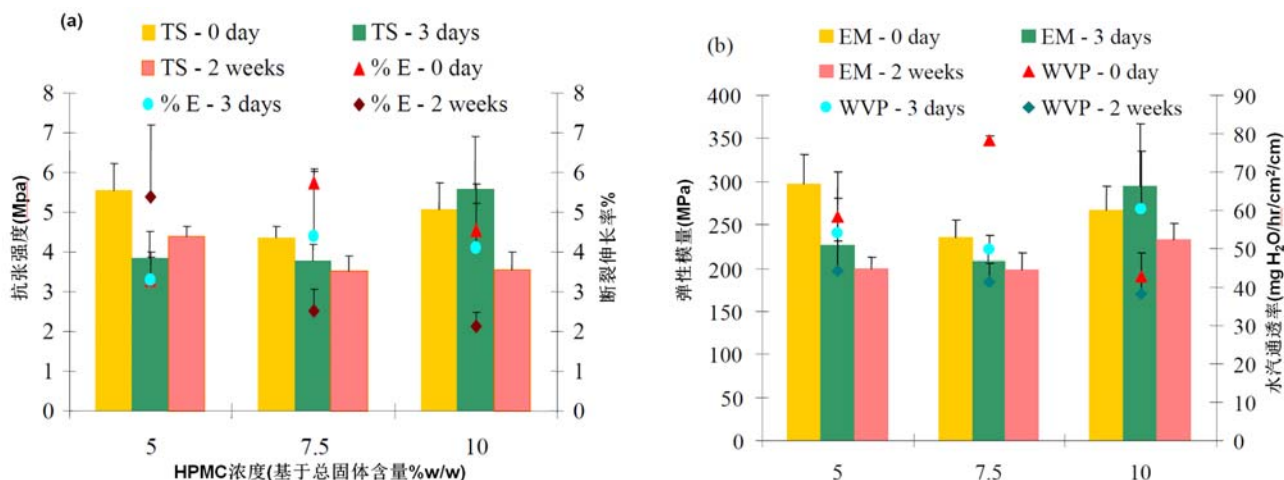 (a)
TS - 0 day
TS - 3 days
TS - 2 weeks
% E - 0 day
% E - 3 days
% E - 2 weeks
8
7
6
5
4
3
2
1
0
抗张强度(Mpa)
8
7
6
5
4
3
2
1
0
断裂伸长率%
5
7.5
10
HPMC浓度(基于总固体含量%w/w)
(b)
EM - 0 day
EM - 3 days
EM - 2 weeks
WVP - 0 day
WVP - 3 days
WVP - 2 weeks
400
350
300
250
200
150
100
50
0
弹性模量(MPa)
90
80
70
60
50
40
30
20
10
0
水汽通透率(mg H₂O/hr/cm²/cm)
5
7.5
10